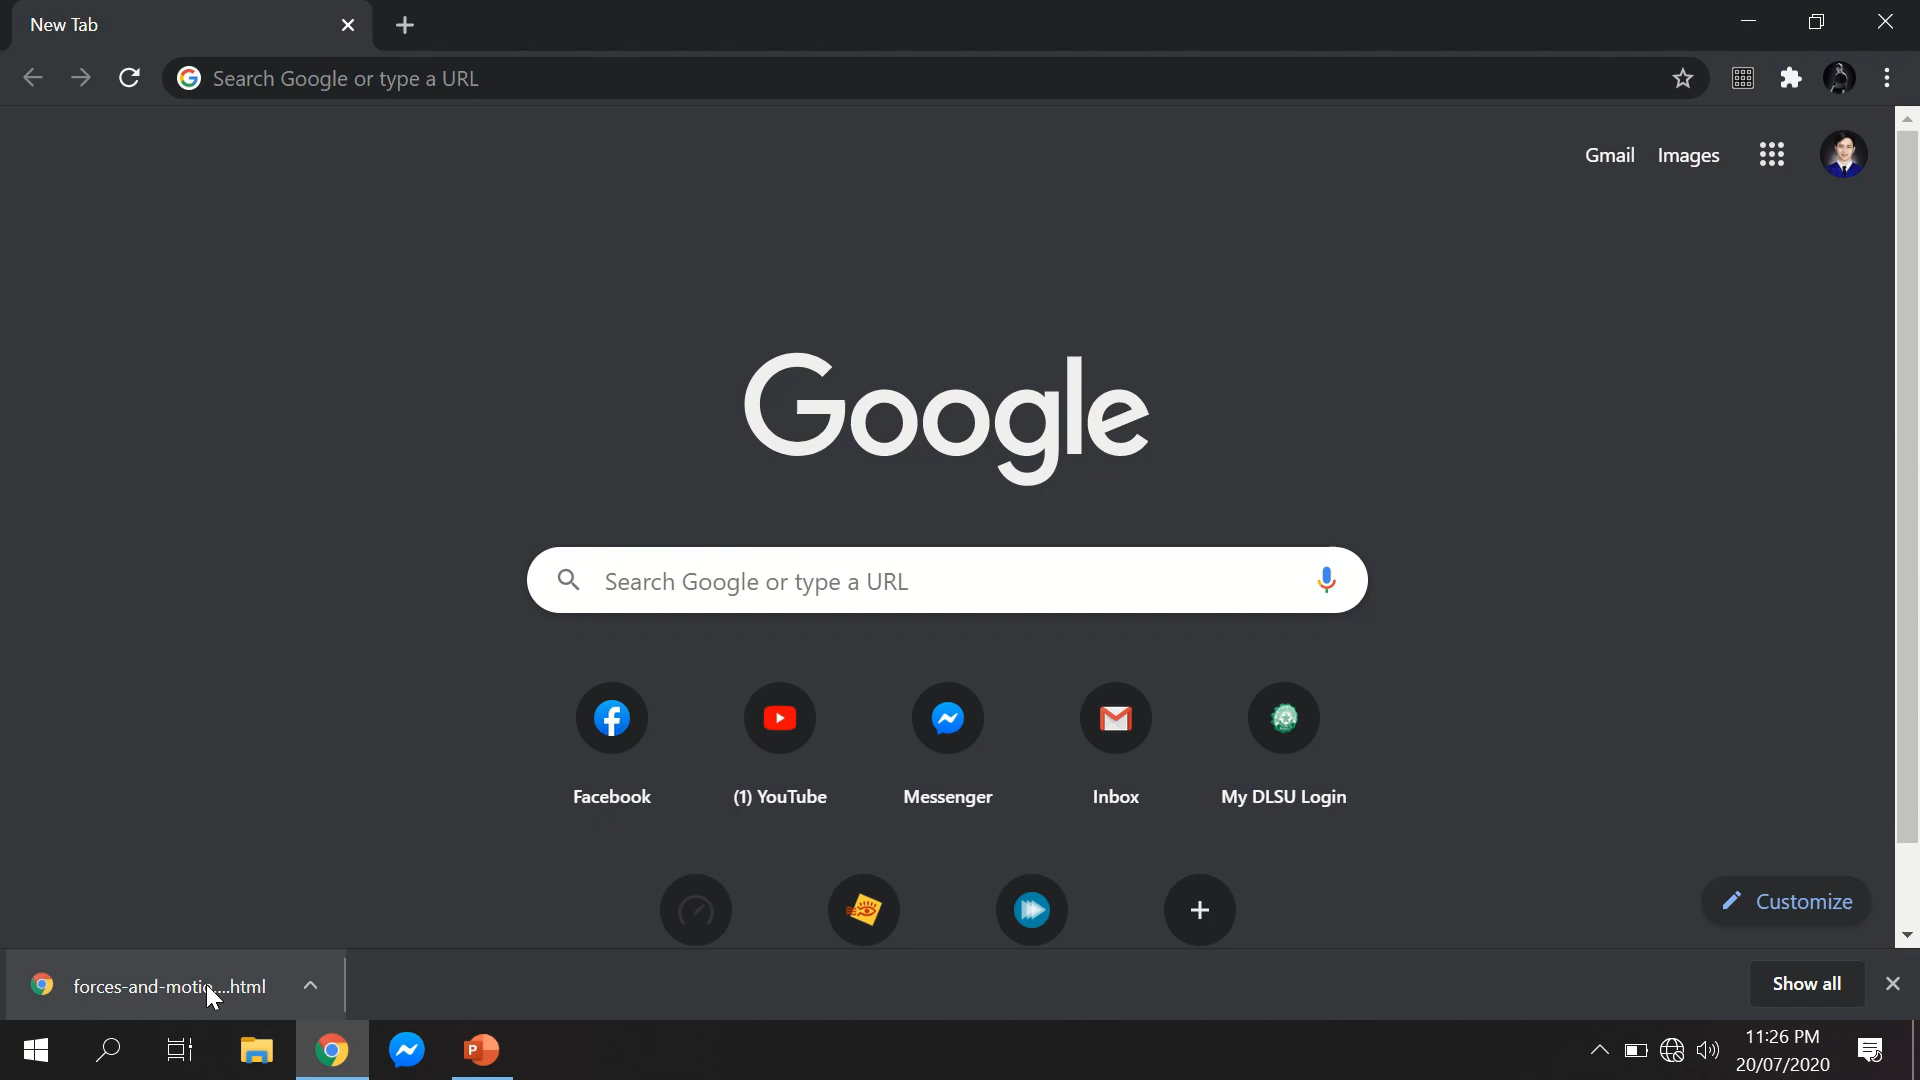 New Tab
Search Google or type a URL
Gmail Images
Google
Search Google or type a URL
Facebook (1) YouTube Messenger Inbox My DLSU Login
Customize
forces-and-motio....html
Show all
11:26 PM
20/07/2020